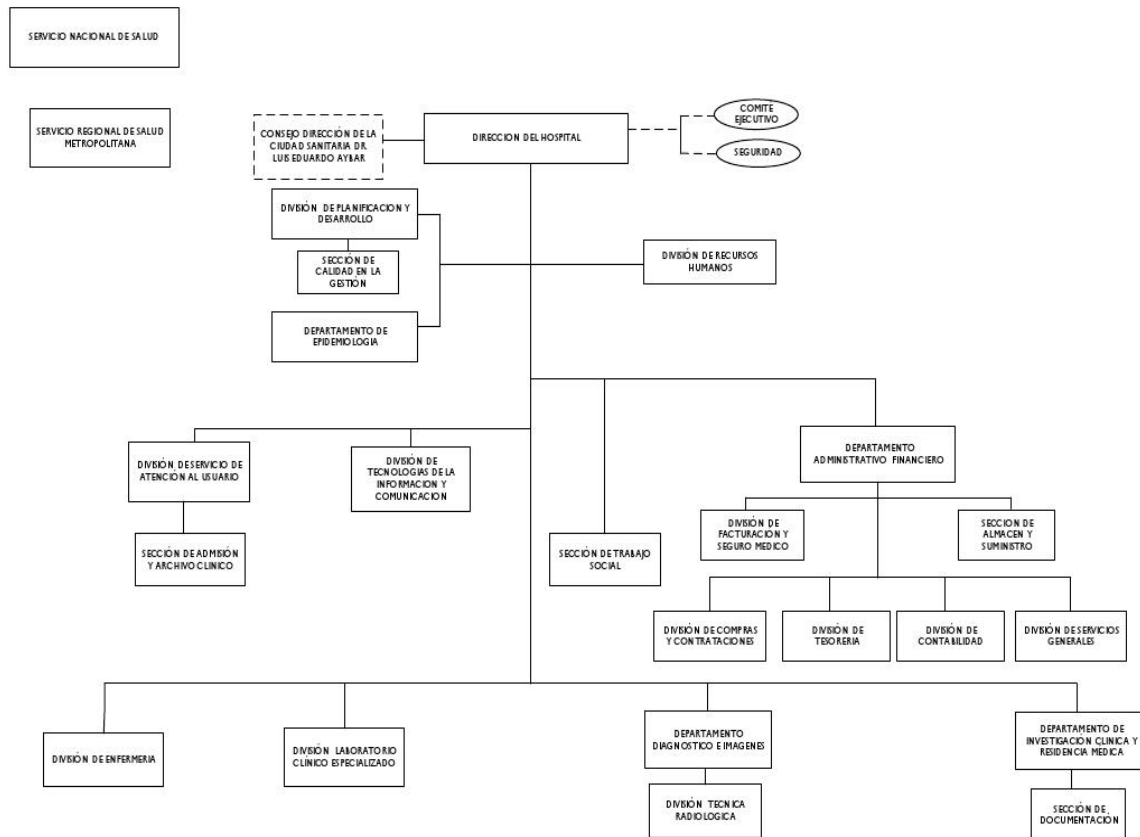 SERVICIO NACIONAL DE SALUD
SERVICIO REGIONAL DE SALUD
METROPOLITANA
CONSEJO DIRECCIÓN DE LA
CIUDAD SANITARIA DR.
LUIS EDUARDO AYBAR
DIRECCION DEL HOSPITAL
COMITE
EJECUTIVO
SEGURIDAD
DIVISIÓN DE PLANIFICACION Y
DESARROLLO
SECCIÓN DE
CALIDAD EN LA
GESTIÓN
DIVISIÓN DE RECURSOS
HUMANOS
DEPARTAMENTO DE
EPIDEMIOLOGIA
DIVISIÓN DE SERVICIO DE
ATENCIÓN AL USUARIO
DIVISIÓN DE
TECNOLOGIAS DE LA
INFORMACION Y
COMUNICACION
DEPARTAMENTO
ADMINISTRATIVO FINANCIERO
SECCIÓN DE ADMISIÓN
Y ARCHIVO CLINICO
SECCIÓN DE TRABAJO
SOCIAL
DIVISIÓN DE
FACTURACION Y
SEGURO MEDICO
SECCION DE
ALMACEN Y
SUMINISTRO
DIVISIÓN DE COMPRAS
Y CONTRATACIONES
DIVISIÓN DE
TESORERIA
DIVISIÓN DE
CONTABILIDAD
DIVISIÓN DE SERVICIOS
GENERALES
DIVISIÓN DE ENFERMERIA
DIVISIÓN LABORATORIO
CLÍNICO ESPECIALIZADO
DEPARTAMENTO
DIAGNOSTICO E IMAGENES
DEPARTAMENTO DE
INVESTIGACIÓN CLINICA Y
RESIDENCIA MEDICA
DIVISIÓN TECNICA
RADIOLOGICA
SECCIÓN DE
DOCUMENTACIÓN